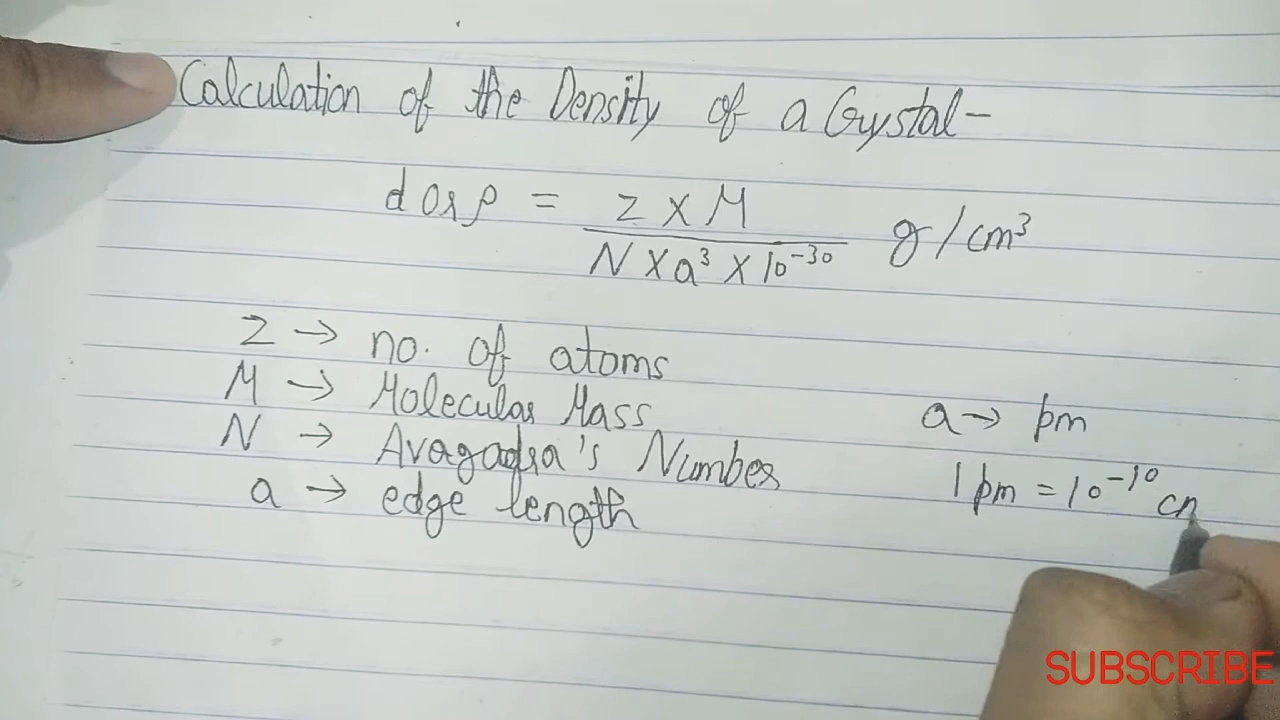 Calculation of the Density of a Crystal-
d or ρ = Z X M / N X a³ X 10⁻³⁰ g/cm³
Z → no. of atoms
M → Molecular Mass
N → Avagadra's Number
a → edge length
a → pm
1 pm = 10⁻¹⁰ cm
SUBSCRIBE